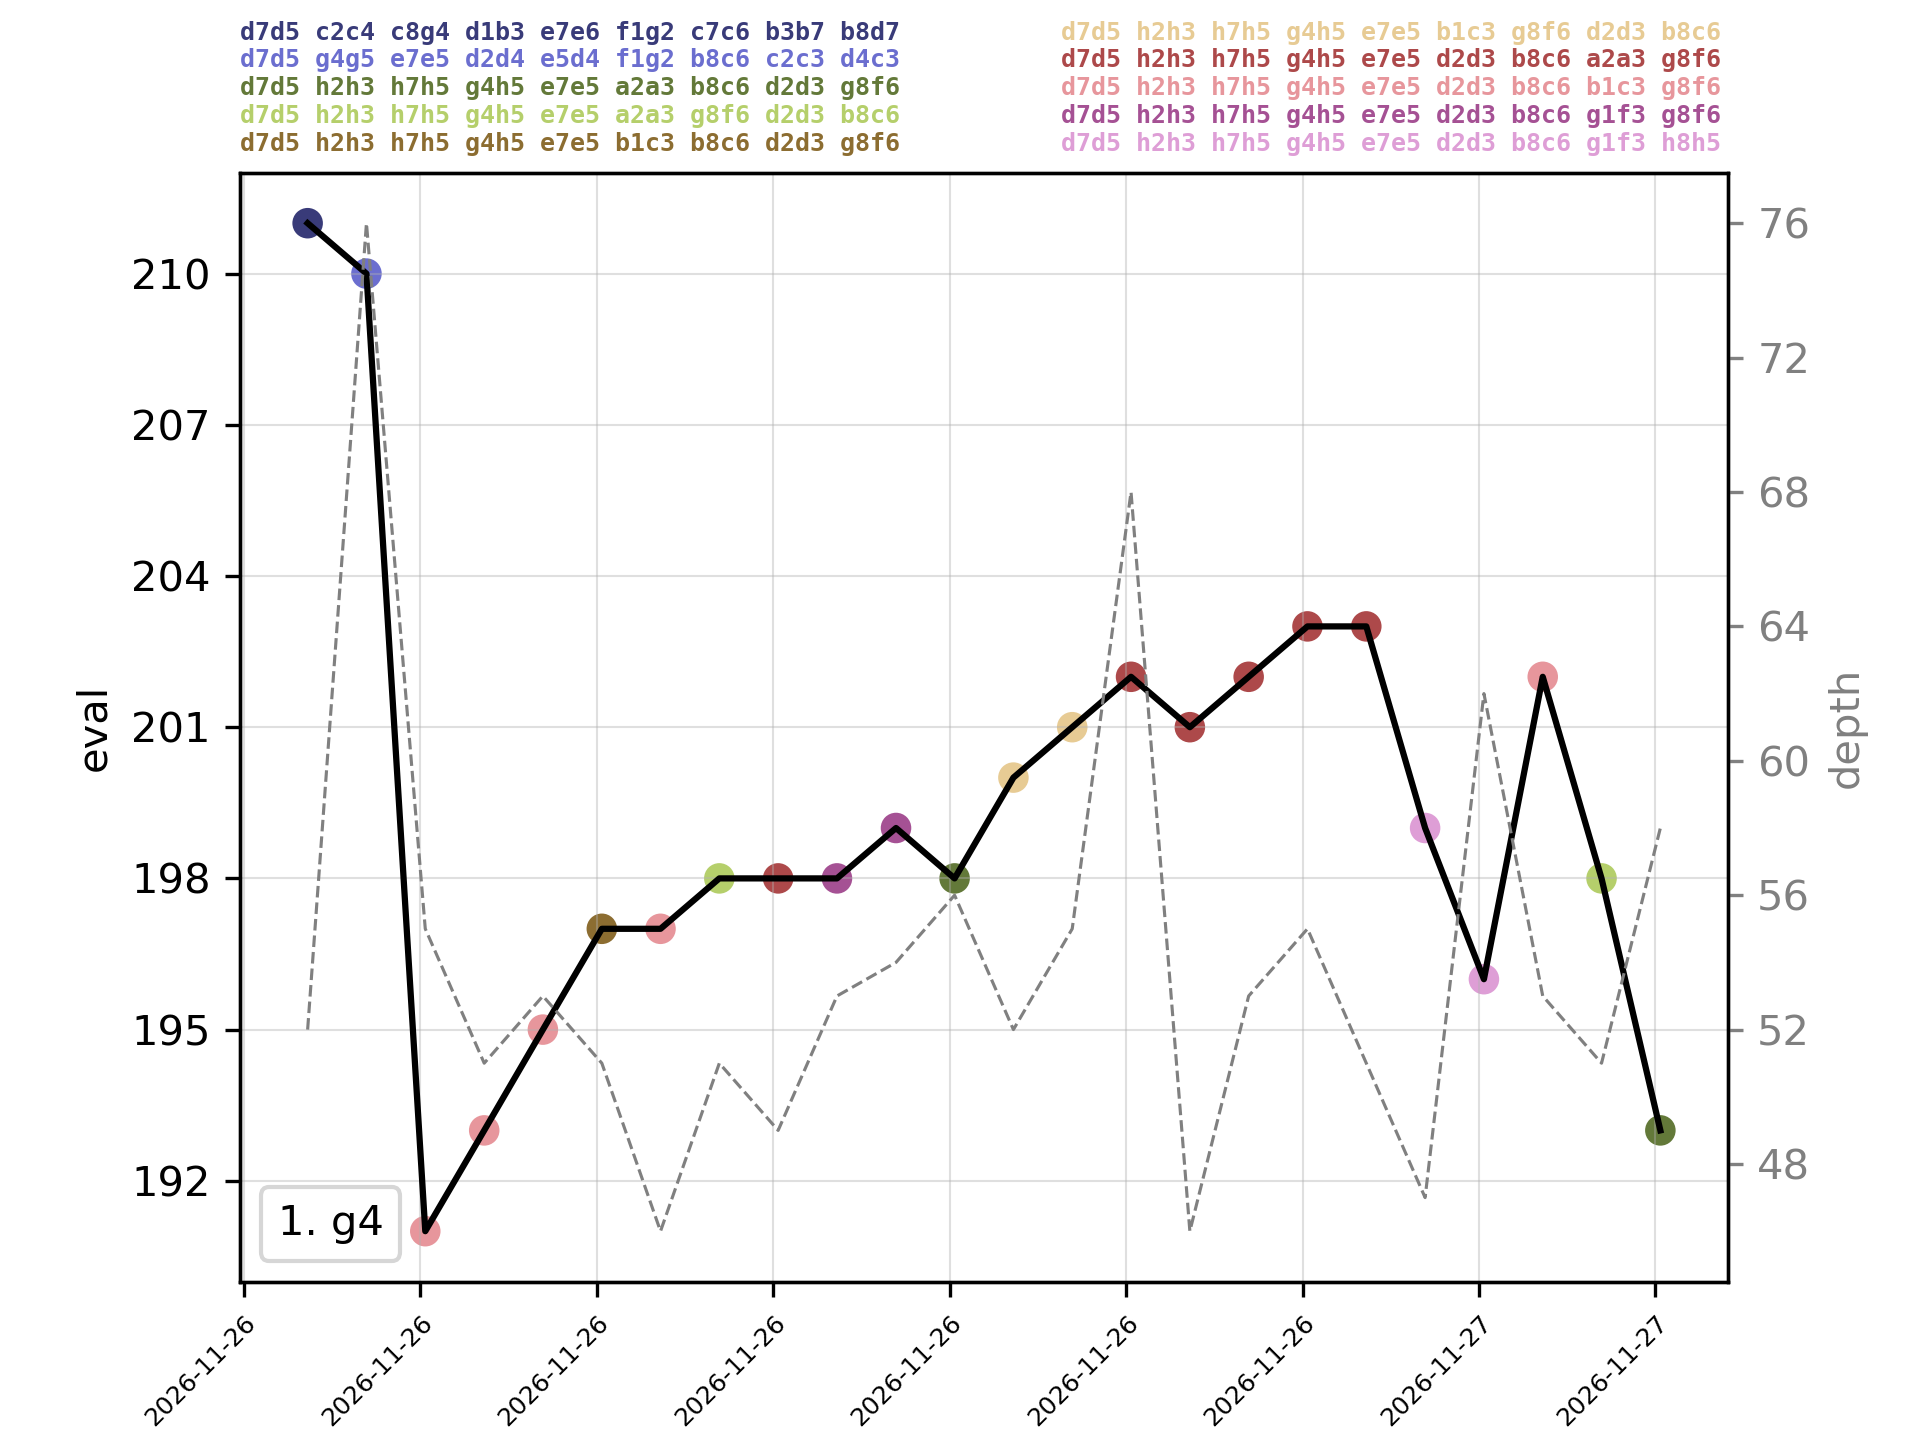 d7d5 c2c4 c8g4 d1b3 e7e6 f1g2 c7c6 b3b7 b8d7
d7d5 g4g5 e7e5 d2d4 e5d4 f1g2 b8c6 c2c3 d4c3
d7d5 h2h3 h7h5 g4h5 e7e5 a2a3 b8c6 d2d3 g8f6
d7d5 h2h3 h7h5 g4h5 e7e5 a2a3 g8f6 d2d3 b8c6
d7d5 h2h3 h7h5 g4h5 e7e5 b1c3 b8c6 d2d3 g8f6
d7d5 h2h3 h7h5 g4h5 e7e5 b1c3 g8f6 d2d3 b8c6
d7d5 h2h3 h7h5 g4h5 e7e5 d2d3 b8c6 a2a3 g8f6
d7d5 h2h3 h7h5 g4h5 e7e5 d2d3 b8c6 b1c3 g8f6
d7d5 h2h3 h7h5 g4h5 e7e5 d2d3 b8c6 g1f3 g8f6
d7d5 h2h3 h7h5 g4h5 e7e5 d2d3 b8c6 g1f3 h8h5
eval
210
207
204
201
198
195
192
1. g4
76
72
68
64
60
56
52
48
depth
2026-11-26
2026-11-26
2026-11-26
2026-11-26
2026-11-26
2026-11-26
2026-11-26
2026-11-27
2026-11-27